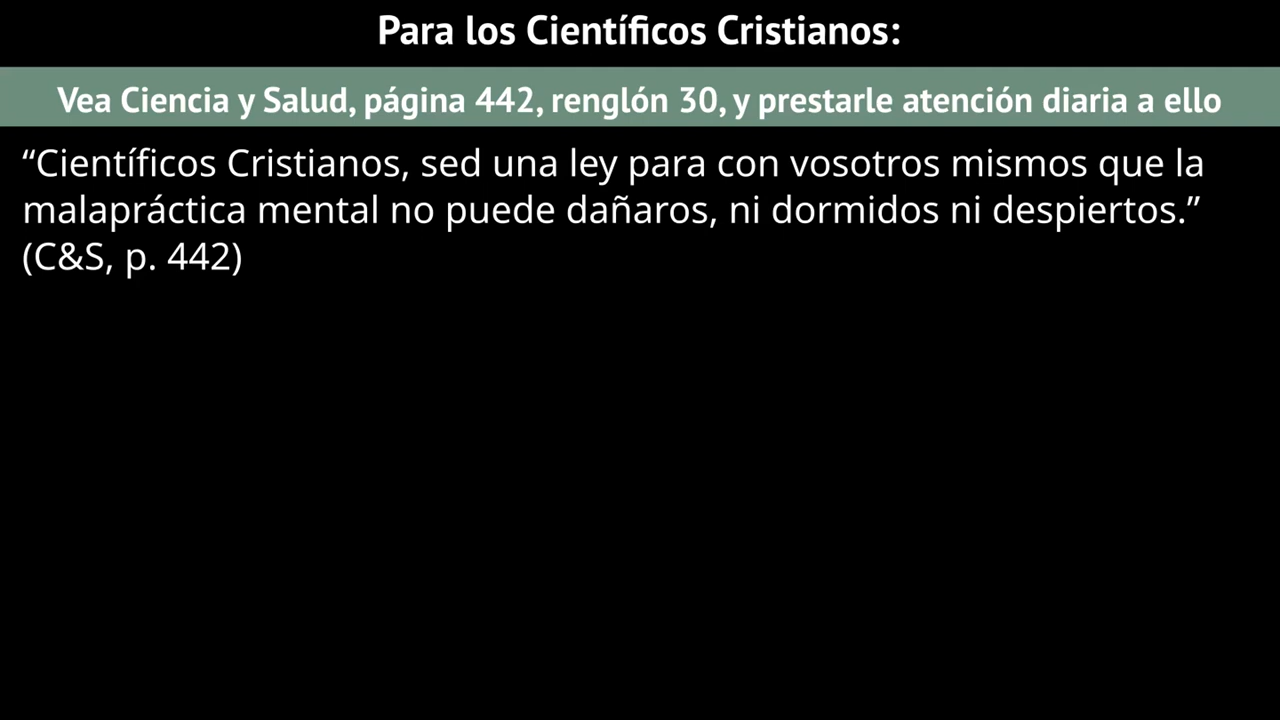 Para los Científicos Cristianos:
Vea Ciencia y Salud, página 442, renglón 30, y prestarle atención diaria a ello
“Científicos Cristianos, sed una ley para con vosotros mismos que la
malapráctica mental no puede dañaros, ni dormidos ni despiertos.”
(C&S, p. 442)